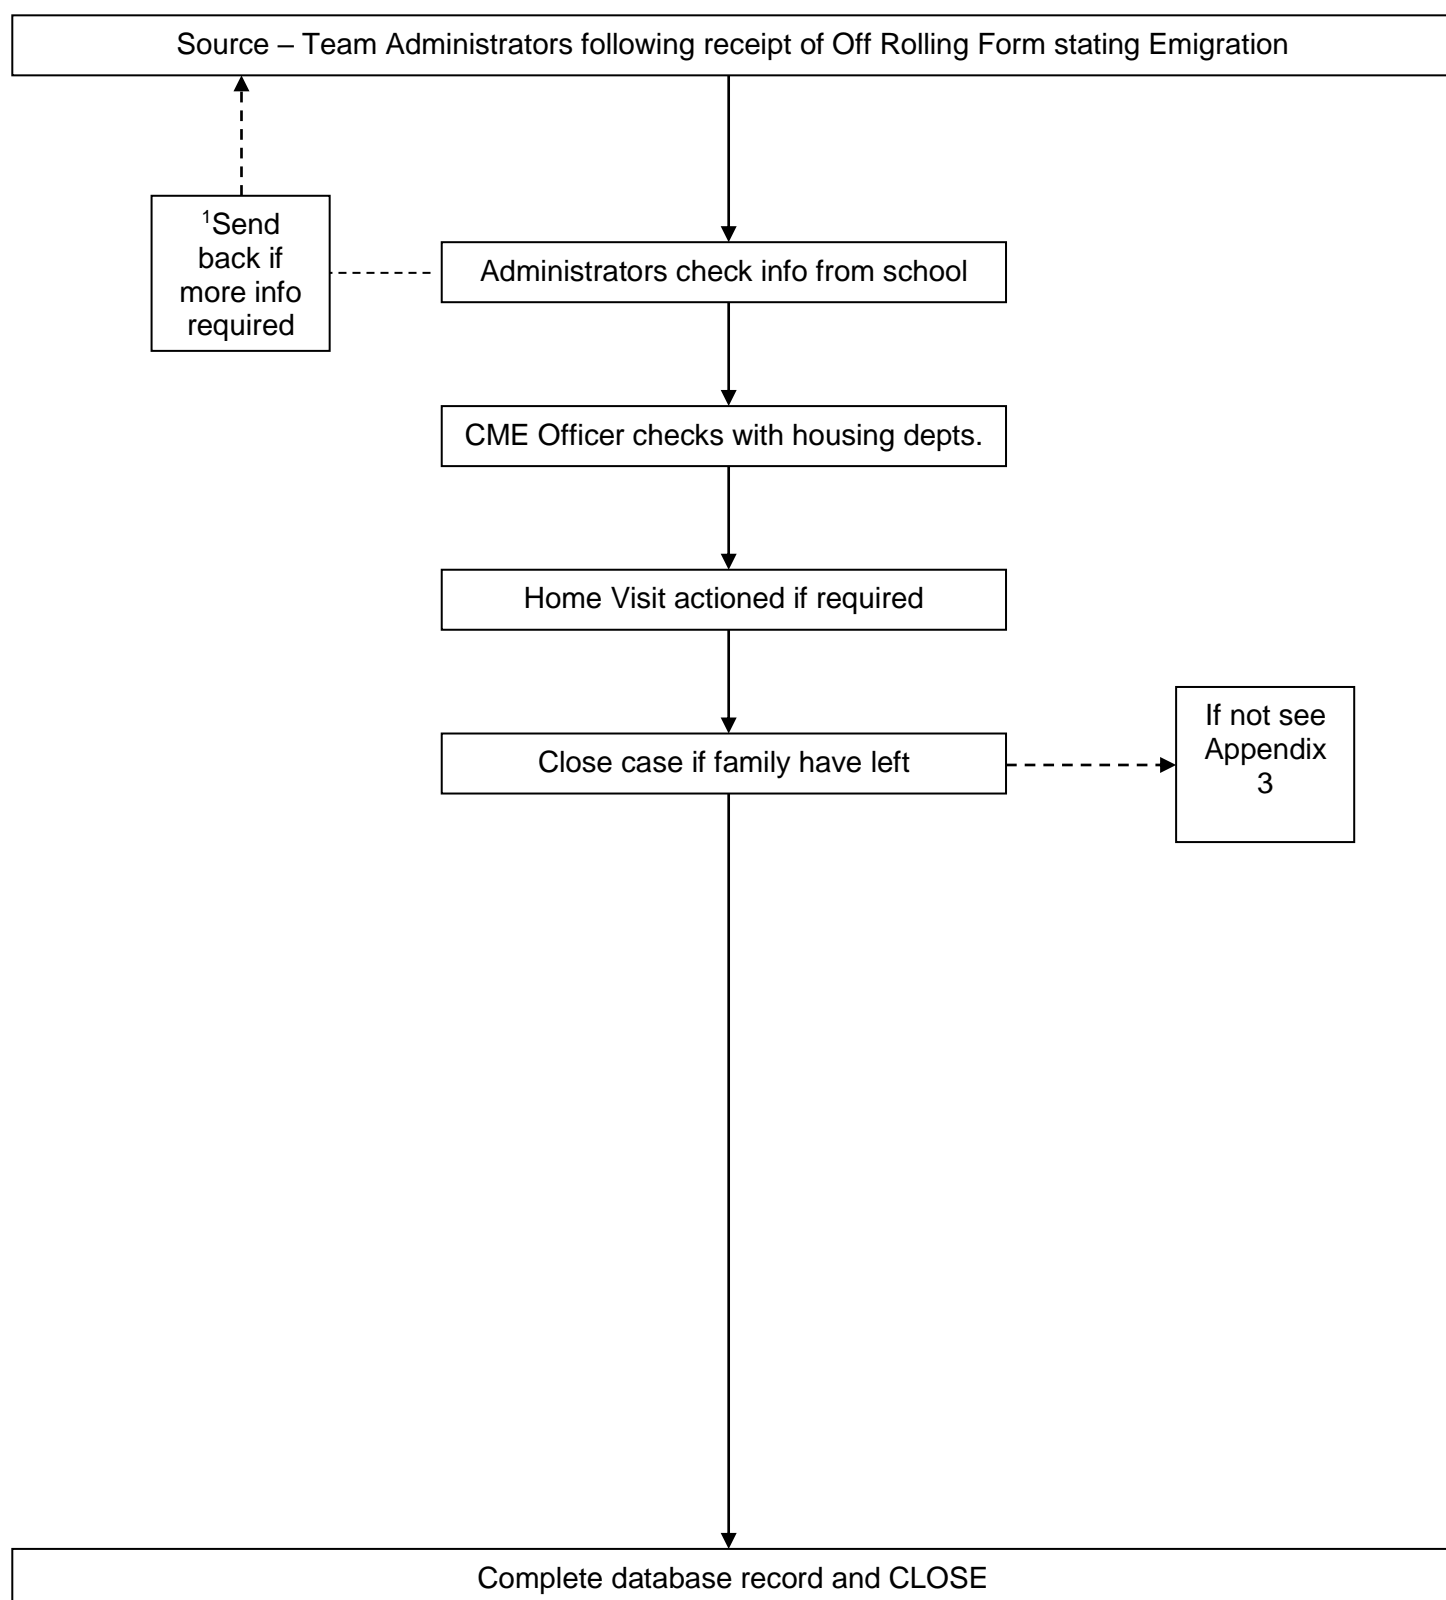 Source – Team Administrators following receipt of Off Rolling Form stating Emigration
¹Send
back if
more info
required
Administrators check info from school
CME Officer checks with housing depts.
Home Visit actioned if required
Close case if family have left
If not see
Appendix
3
Complete database record and CLOSE